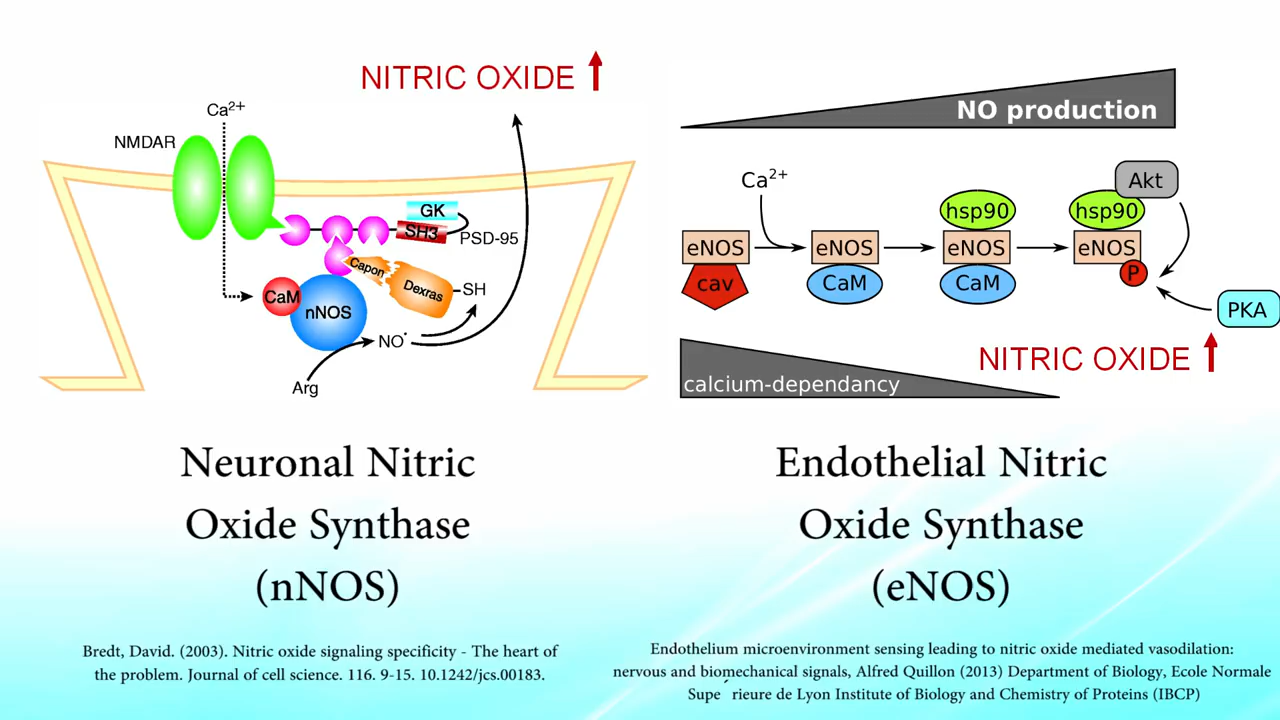 NITRIC OXIDE
Ca2+
NMDAR
GK
SH3
PSD-95
Capon
Dexras
SH
CaM
nNOS
NO•
Arg
Neuronal Nitric
Oxide Synthase
(nNOS)
Bredt, David. (2003). Nitric oxide signaling specificity - The heart of
the problem. Journal of cell science. 116. 9-15. 10.1242/jcs.00183.
NO production
Ca2+
Akt
hsp90
hsp90
eNOS
eNOS
eNOS
eNOS
cav
CaM
CaM
P
PKA
NITRIC OXIDE
calcium-dependancy
Endothelial Nitric
Oxide Synthase
(eNOS)
Endothelium microenvironment sensing leading to nitric oxide mediated vasodilation:
nervous and biomechanical signals, Alfred Quillon (2013) Department of Biology, Ecole Normale
Supe´rieure de Lyon Institute of Biology and Chemistry of Proteins (IBCP)